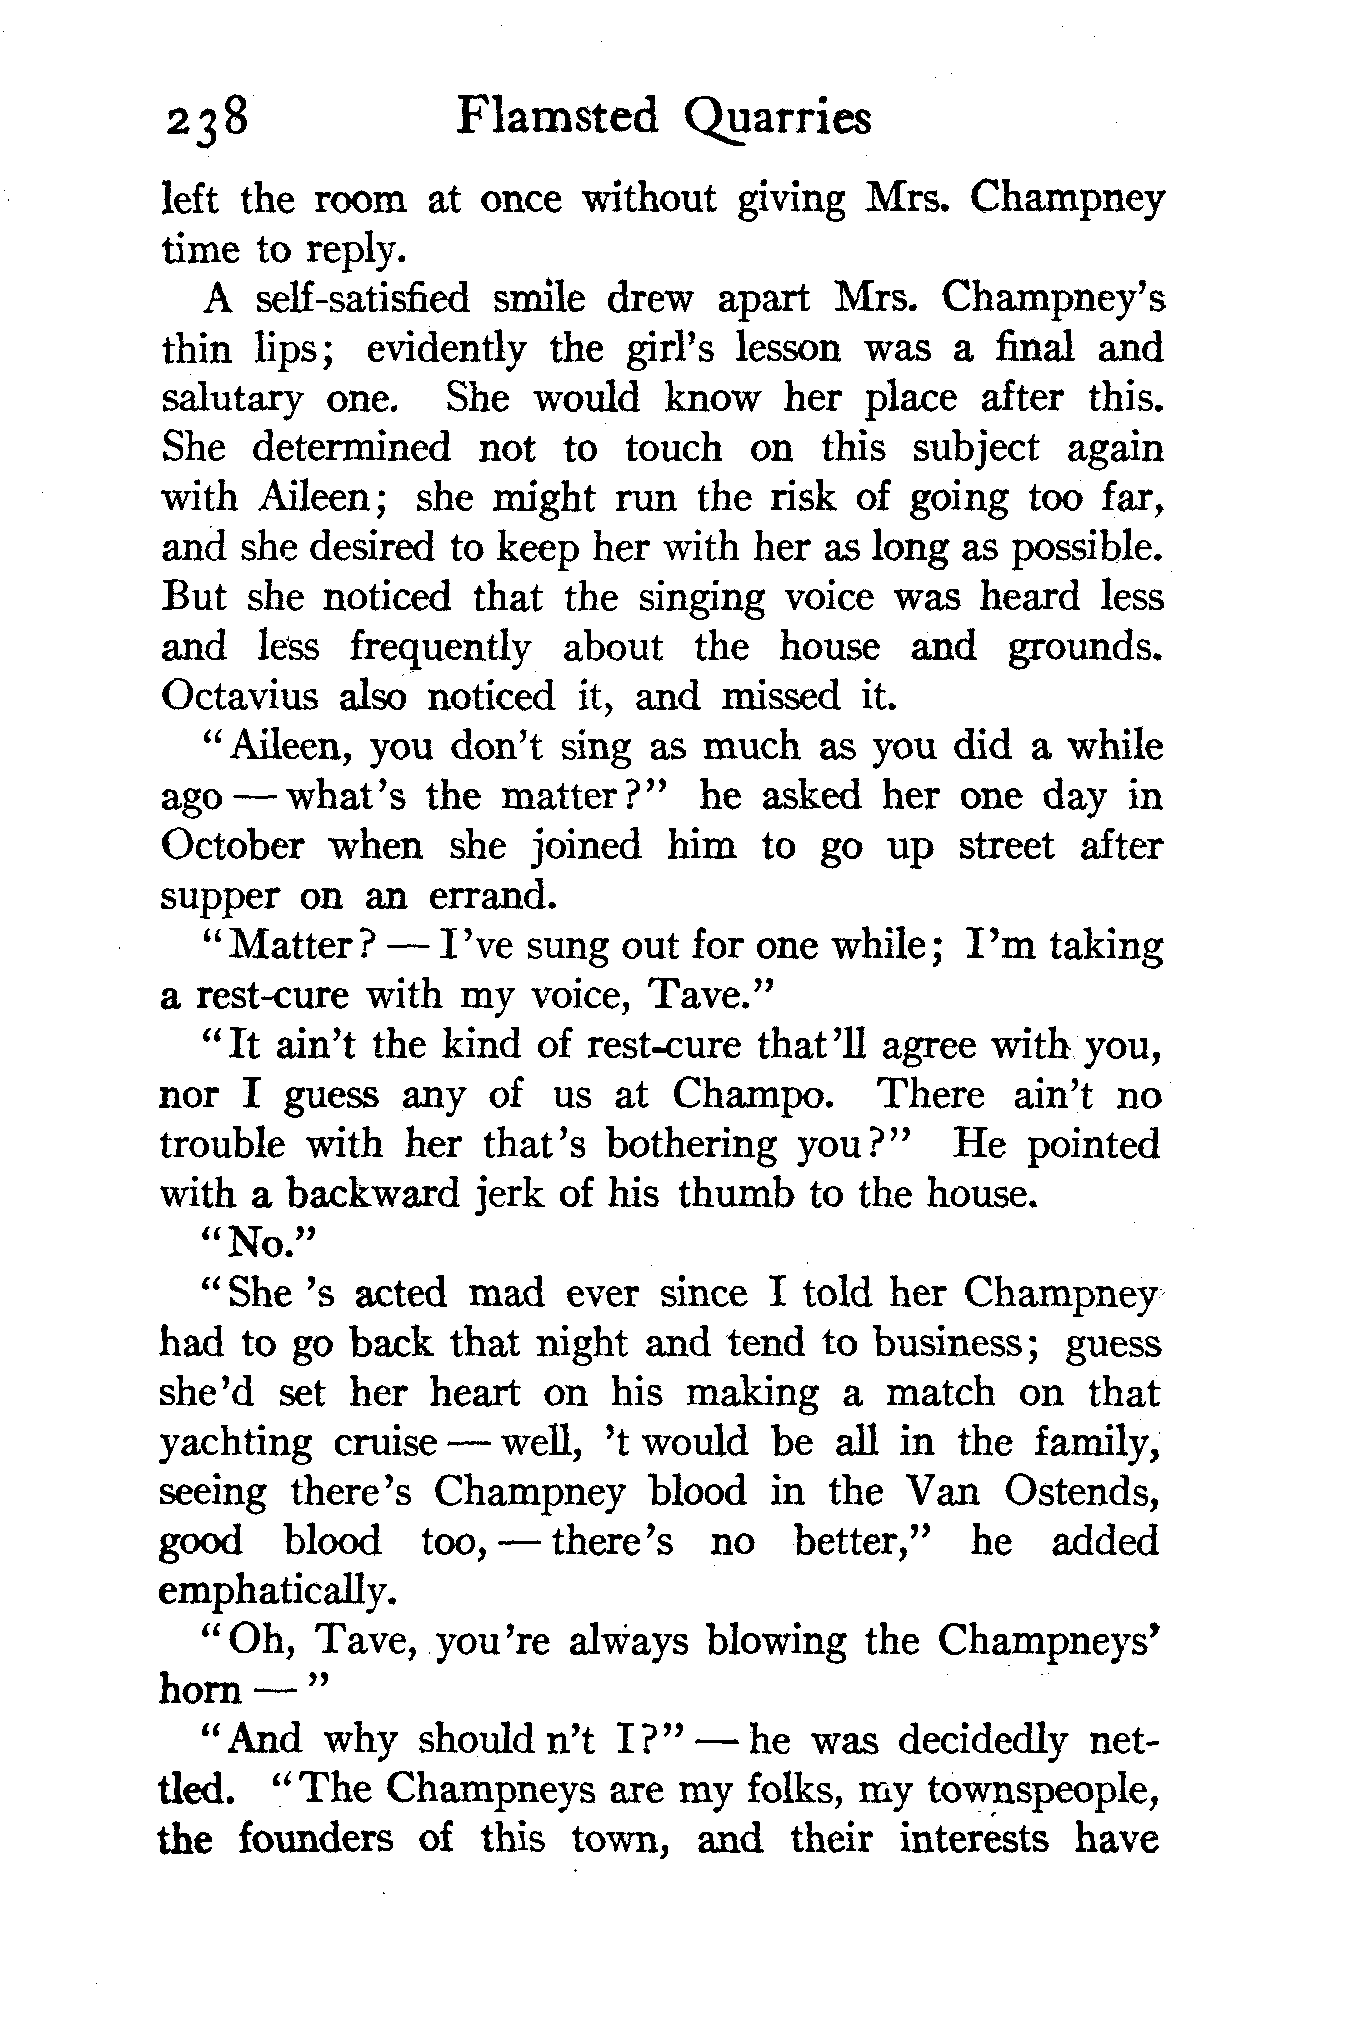 238 Flamsted Quarries
left the room at once without giving Mrs. Champney
time to reply.
A self-satisfied smile drew apart Mrs. Champney's
thin lips; evidently the girl's lesson was a final and
salutary one. She would know her place after this.
She determined not to touch on this subject again
with Aileen; she might run the risk of going too far,
and she desired to keep her with her as long as possible.
But she noticed that the singing voice was heard less
and less frequently about the house and grounds.
Octavius also noticed it, and missed it.
"Aileen, you don't sing as much as you did a while
ago — what's the matter?" he asked her one day in
October when she joined him to go up street after
supper on an errand.
"Matter? — I've sung out for one while; I'm taking
a rest-cure with my voice, Tave."
"It ain't the kind of rest-cure that'll agree with you,
nor I guess any of us at Champo. There ain't no
trouble with her that's bothering you?" He pointed
with a backward jerk of his thumb to the house.
"No."
"She 's acted mad ever since I told her Champney
had to go back that night and tend to business; guess
she'd set her heart on his making a match on that
yachting cruise — well, 't would be all in the family,
seeing there's Champney blood in the Van Ostends,
good blood too, — there's no better," he added
emphatically.
"Oh, Tave, you're always blowing the Champneys'
horn — "
"And why should n't I?" — he was decidedly net-
tled. "The Champneys are my folks, my townspeople,
the founders of this town, and their interests have